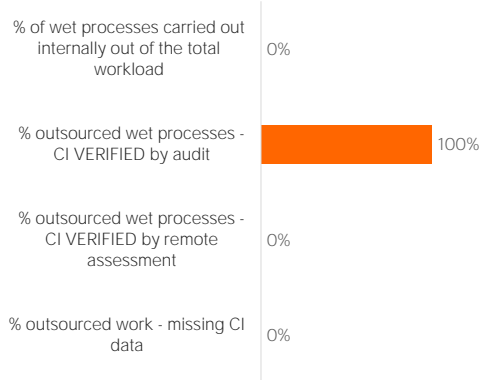 % of wet processes carried out
internally out of the total
workload
0%
% outsourced wet processes -
CI VERIFIED by audit
100%
% outsourced wet processes -
CI VERIFIED by remote
assessment
0%
% outsourced work - missing CI
data
0%